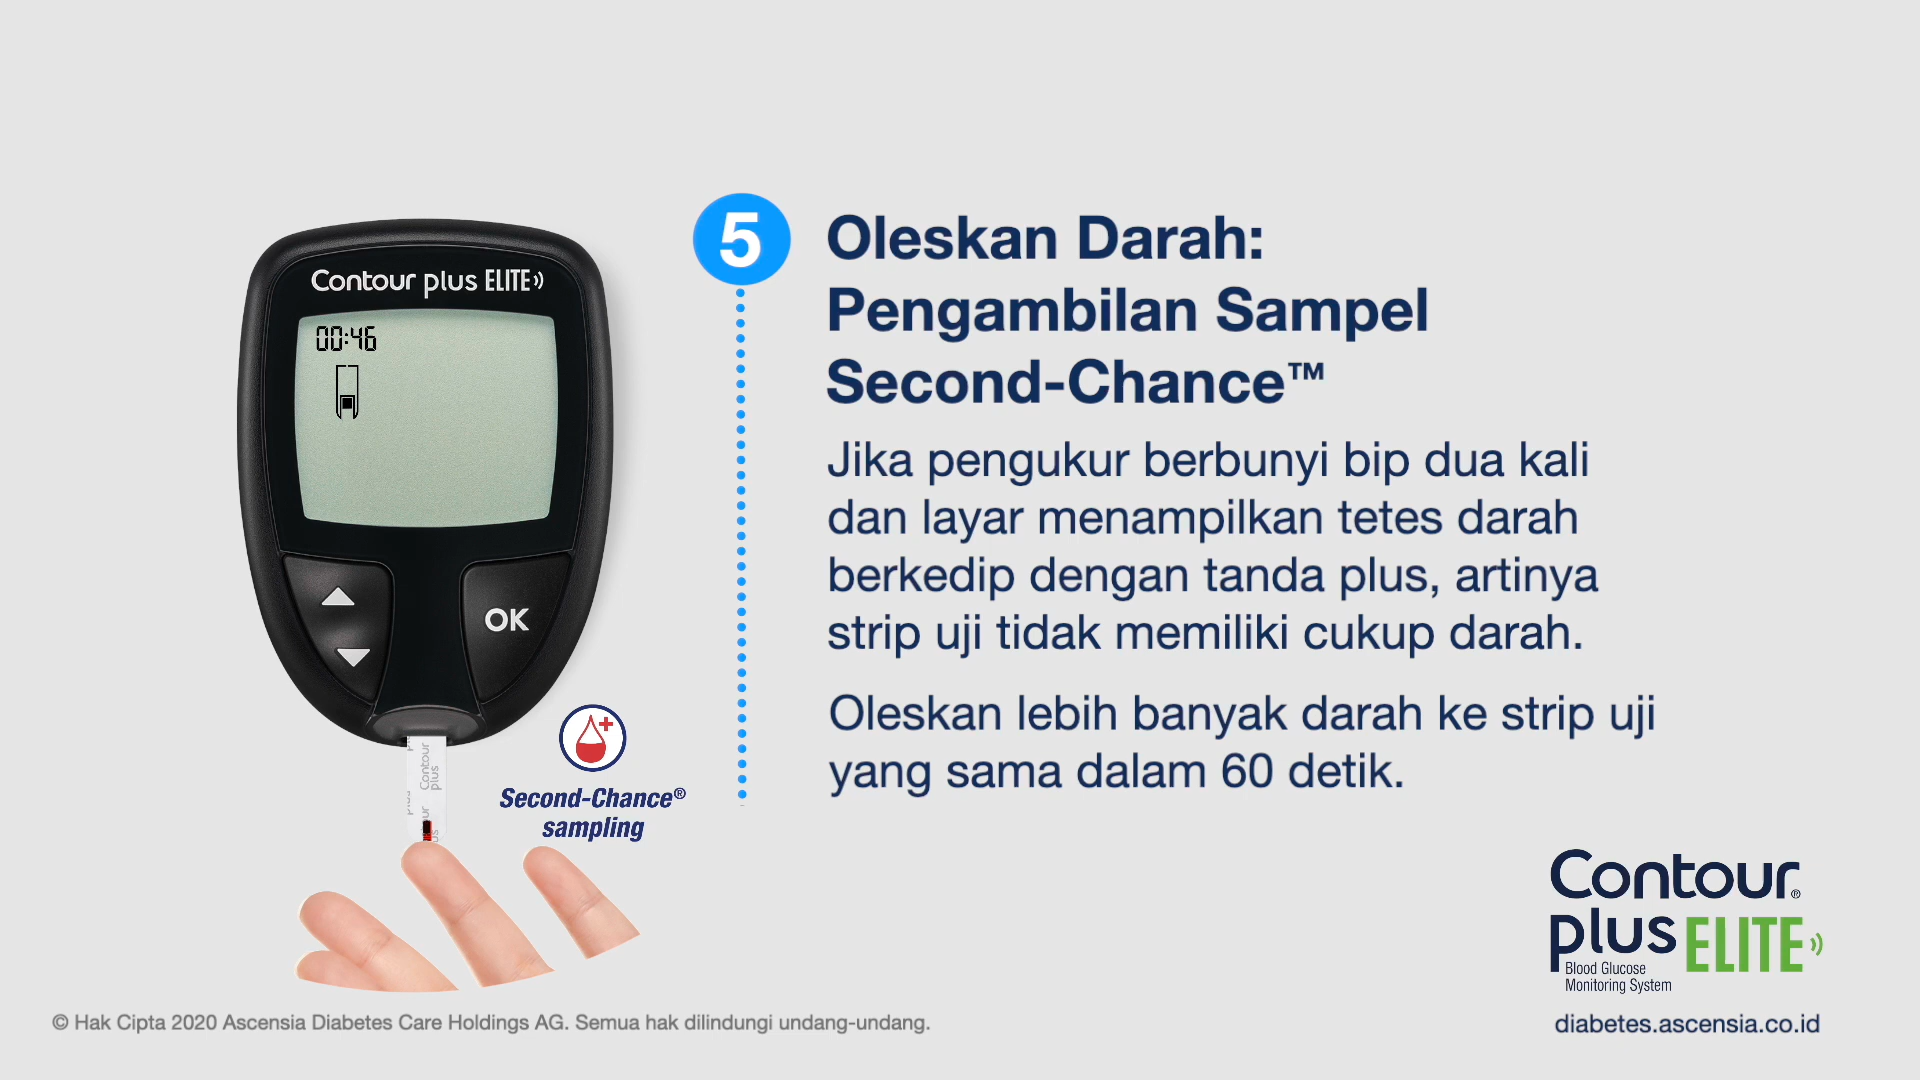 Contour plus ELITE
00:46
OK
Contour
plus
Second-Chance®
sampling
5
Oleskan Darah:
Pengambilan Sampel
Second-Chance™
Jika pengukur berbunyi bip dua kali
dan layar menampilkan tetes darah
berkedip dengan tanda plus, artinya
strip uji tidak memiliki cukup darah.
Oleskan lebih banyak darah ke strip uji
yang sama dalam 60 detik.
Contour®
plus ELITE
Blood Glucose
Monitoring System
© Hak Cipta 2020 Ascensia Diabetes Care Holdings AG. Semua hak dilindungi undang-undang.
diabetes.ascensia.co.id